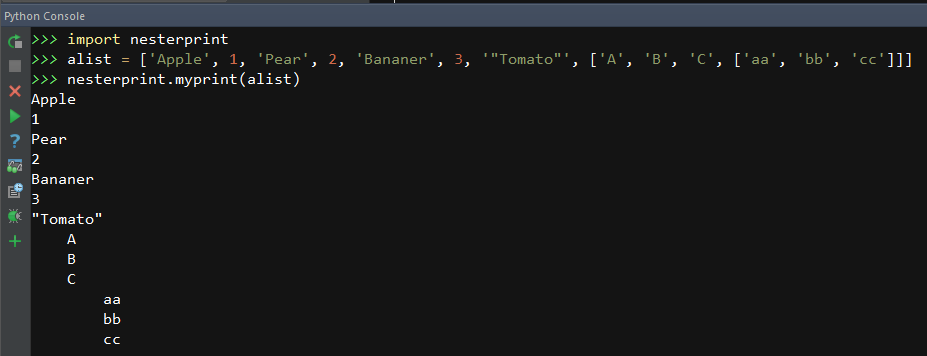 Python Console
>>> import nesterprint
>>> alist = ['Apple', 1, 'Pear', 2, 'Bananer', 3, '"Tomato"', ['A', 'B', 'C', ['aa', 'bb', 'cc']]]
>>> nesterprint.myprint(alist)
Apple
1
Pear
2
Bananer
3
"Tomato"
    A
    B
    C
        aa
        bb
        cc